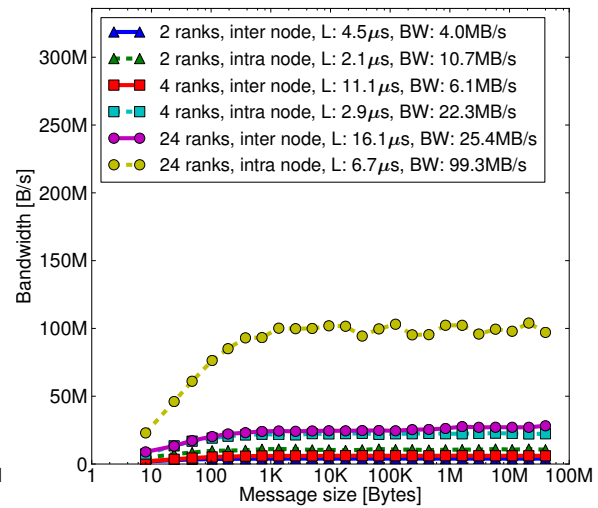 300M
250M
200M
150M
100M
50M
0
Bandwidth [B/s]
2 ranks, inter node, L: 4.5μs, BW: 4.0MB/s
2 ranks, intra node, L: 2.1μs, BW: 10.7MB/s
4 ranks, inter node, L: 11.1μs, BW: 6.1MB/s
4 ranks, intra node, L: 2.9μs, BW: 22.3MB/s
24 ranks, inter node, L: 16.1μs, BW: 25.4MB/s
24 ranks, intra node, L: 6.7μs, BW: 99.3MB/s
1 10 100 1K 10K 100K 1M 10M 100M
Message size [Bytes]